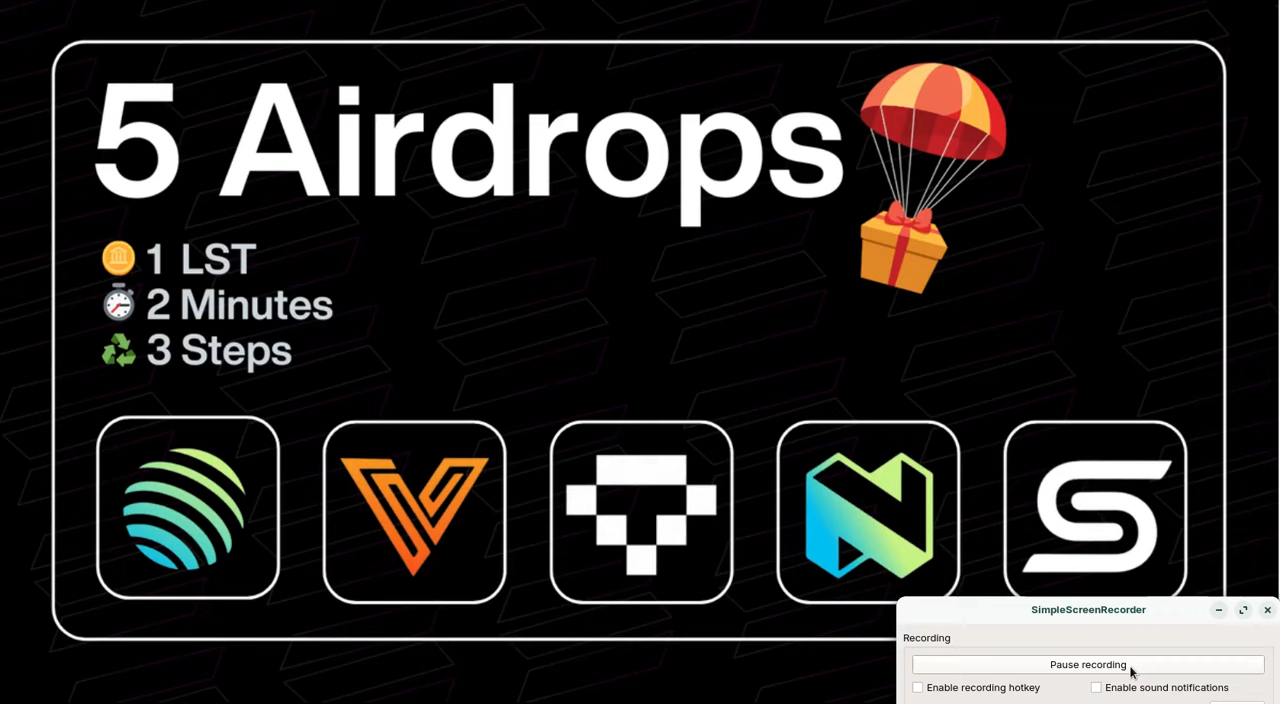 5 Airdrops
1 LST
2 Minutes
3 Steps
SimpleScreenRecorder
Recording
Pause recording
Enable recording hotkey
Enable sound notifications